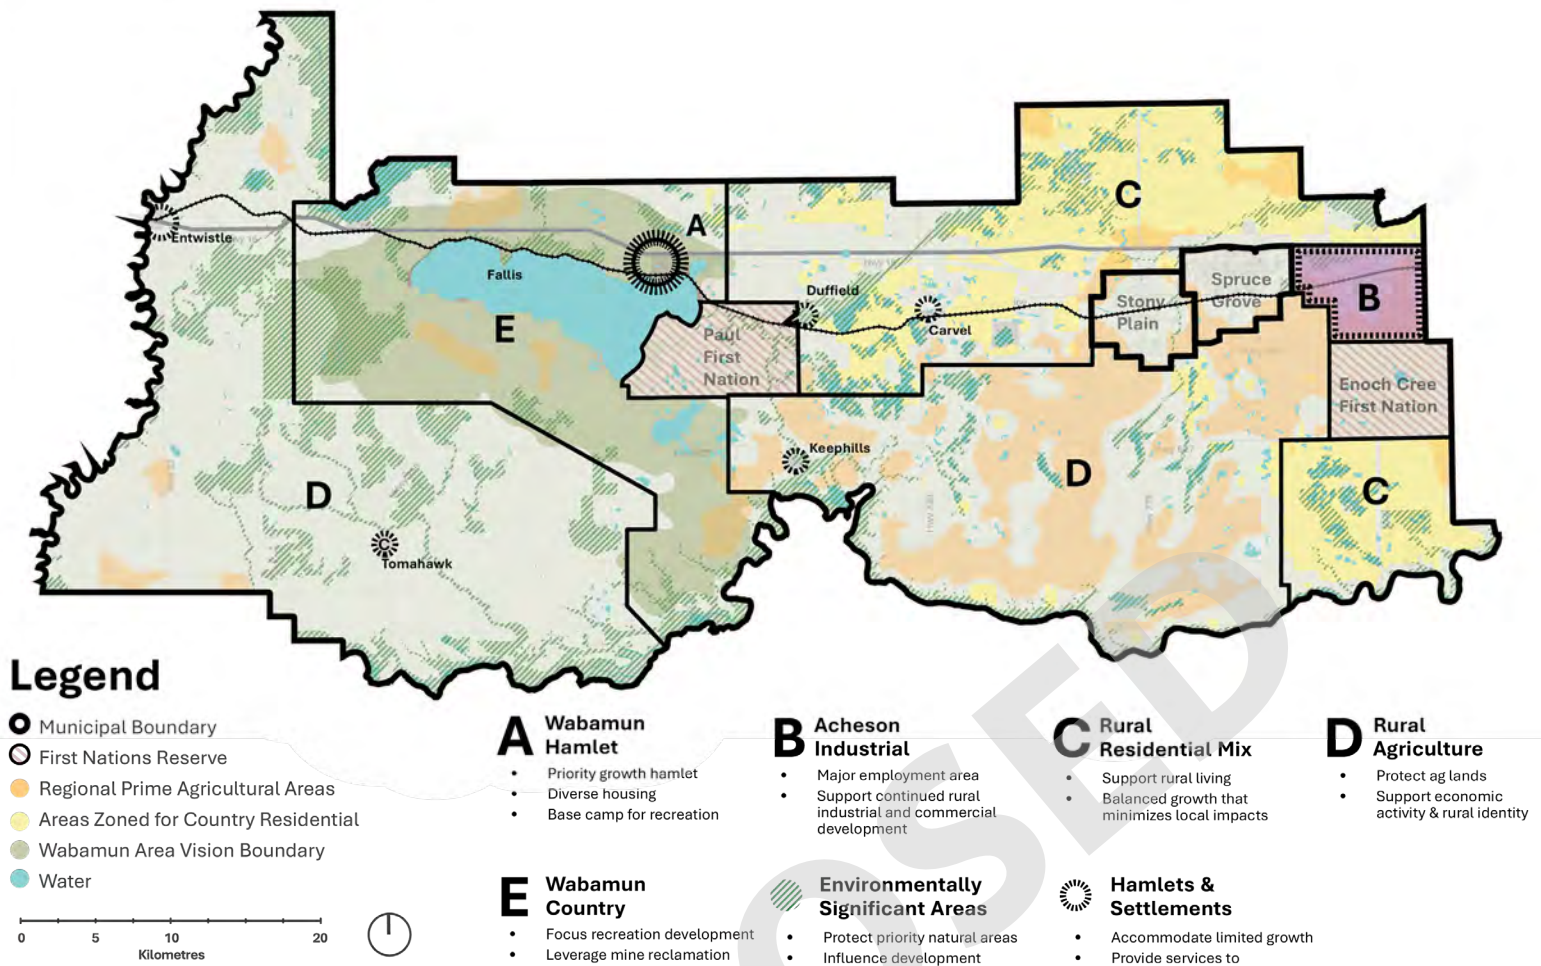 C
A
Entwistle
Fallis
Duffield
Spruce
Grove
Stony
Plain
B
E
Carvel
Paul
First
Nation
Enoch Cree
First Nation
Keephills
D
D
C
C
Tomahawk
Legend
Municipal Boundary
First Nations Reserve
Regional Prime Agricultural Areas
Areas Zoned for Country Residential
Wabamun Area Vision Boundary
Water
0 5 10 20
Kilometres
A Wabamun
Hamlet
• Priority growth hamlet
• Diverse housing
• Base camp for recreation
B Acheson
Industrial
• Major employment area
• Support continued rural
industrial and commercial
development
C Rural
Residential Mix
• Support rural living
• Balanced growth that
minimizes local impacts
D Rural
Agriculture
• Protect ag lands
• Support economic
activity & rural identity
E Wabamun
Country
• Focus recreation development
• Leverage mine reclamation
Environmentally
Significant Areas
• Protect priority natural areas
• Influence development
Hamlets &
Settlements
• Accommodate limited growth
• Provide services to
OSED